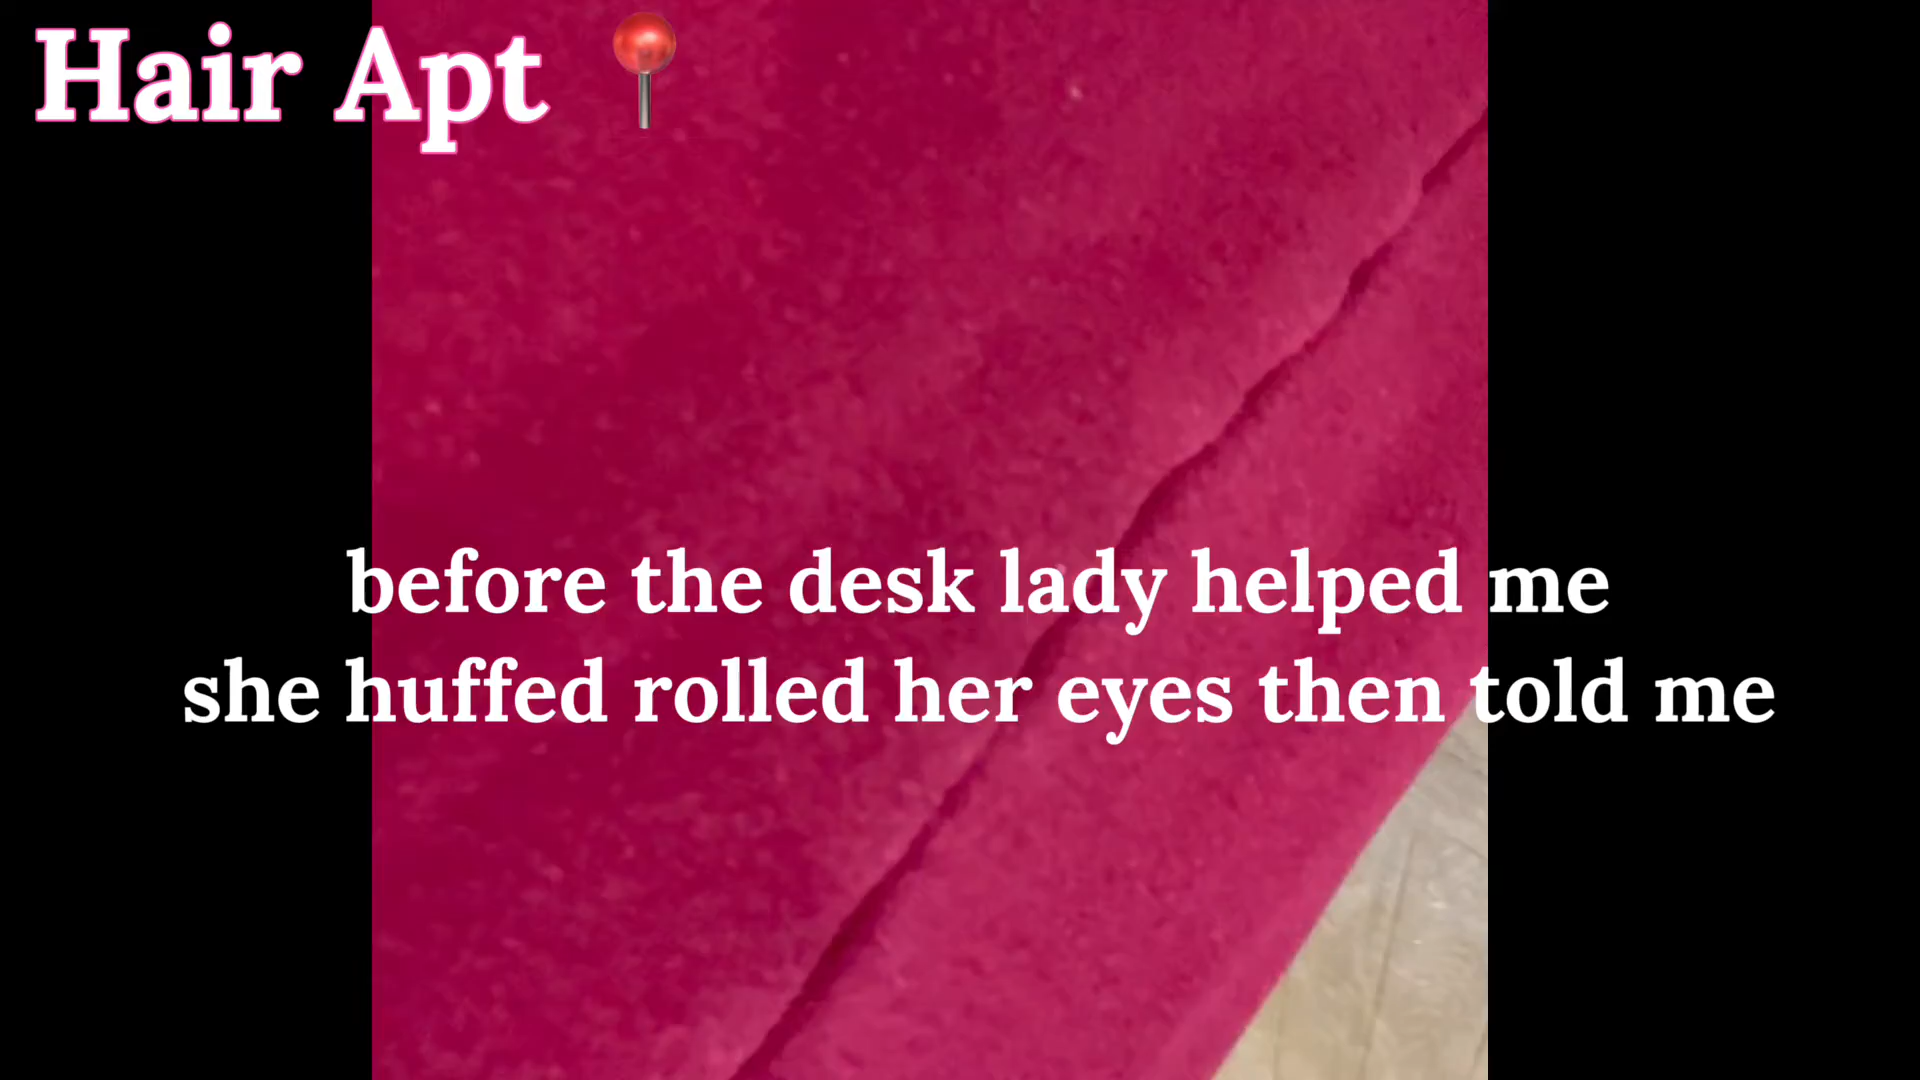 Hair Apt 📍
before the desk lady helped me
she huffed rolled her eyes then told me